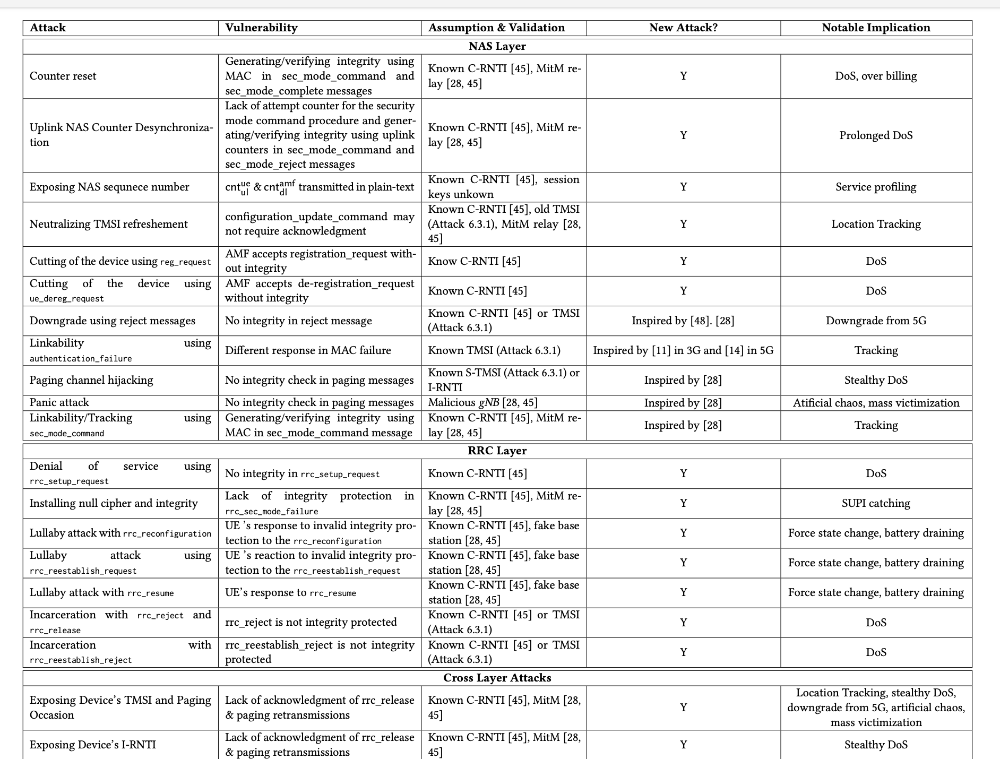 Attack Vulnerability Assumption & Validation New Attack? Notable Implication
NAS Layer
Counter reset
Generating/verifying integrity using
MAC in sec_mode_command and
sec_mode_complete messages
Known C-RNTI [45], MitM re-
lay [28, 45]
Y
DoS, over billing
Uplink NAS Counter Desynchroniza-
tion
Lack of attempt counter for the security
mode command procedure and gener-
ating/verifying integrity using uplink
counters in sec_mode_command and
sec_mode_reject messages
Known C-RNTI [45], MitM re-
lay [28, 45]
Y
Prolonged DoS
Exposing NAS sequnece number
cnt^ue_ul & cnt^amf_dl transmitted in plain-text
Known C-RNTI [45], session
keys unkown
Y
Service profiling
Neutralizing TMSI refreshement
configuration_update_command may
not require acknowledgment
Known C-RNTI [45], old TMSI
(Attack 6.3.1), MitM relay [28,
45]
Y
Location Tracking
Cutting of the device using reg_request
AMF accepts registration_request with-
out integrity
Know C-RNTI [45]
Y
DoS
Cutting of the device using
ue_dereg_request
AMF accepts de-registration_request
without integrity
Known C-RNTI [45]
Y
DoS
Downgrade using reject messages
No integrity in reject message
Known C-RNTI [45] or TMSI
(Attack 6.3.1)
Inspired by [48]. [28]
Downgrade from 5G
Linkability using
authentication_failure
Different response in MAC failure
Known TMSI (Attack 6.3.1)
Inspired by [11] in 3G and [14] in 5G
Tracking
Paging channel hijacking
No integrity check in paging messages
Known S-TMSI (Attack 6.3.1) or
I-RNTI
Inspired by [28]
Stealthy DoS
Panic attack
No integrity check in paging messages
Malicious gNB [28, 45]
Inspired by [28]
Atificial chaos, mass victimization
Linkability/Tracking using
sec_mode_command
Generating/verifying integrity using
MAC in sec_mode_command message
Known C-RNTI [45], MitM re-
lay [28, 45]
Inspired by [28]
Tracking
RRC Layer
Denial of service using
rrc_setup_request
No integrity in rrc_setup_request
Known C-RNTI [45]
Y
DoS
Installing null cipher and integrity
Lack of integrity protection in
rrc_sec_mode_failure
Known C-RNTI [45], MitM re-
lay [28, 45]
Y
SUPI catching
Lullaby attack with rrc_reconfiguration
UE 's response to invalid integrity pro-
tection to the rrc_reconfiguration
Known C-RNTI [45], fake base
station [28, 45]
Y
Force state change, battery draining
Lullaby attack using
rrc_reestablish_request
UE 's reaction to invalid integrity pro-
tection to the rrc_reestablish_request
Known C-RNTI [45], fake base
station [28, 45]
Y
Force state change, battery draining
Lullaby attack with rrc_resume
UE's response to rrc_resume
Known C-RNTI [45], fake base
station [28, 45]
Y
Force state change, battery draining
Incarceration with rrc_reject and
rrc_release
rrc_reject is not integrity protected
Known C-RNTI [45] or TMSI
(Attack 6.3.1)
Y
DoS
Incarceration with
rrc_reestablish_reject
rrc_reestablish_reject is not integrity
protected
Known C-RNTI [45] or TMSI
(Attack 6.3.1)
Y
DoS
Cross Layer Attacks
Exposing Device's TMSI and Paging
Occasion
Lack of acknowledgment of rrc_release
& paging retransmissions
Known C-RNTI [45], MitM [28,
45]
Y
Location Tracking, stealthy DoS,
downgrade from 5G, artificial chaos,
mass victimization
Exposing Device's I-RNTI
Lack of acknowledgment of rrc_release
& paging retransmissions
Known C-RNTI [45], MitM [28,
45]
Y
Stealthy DoS